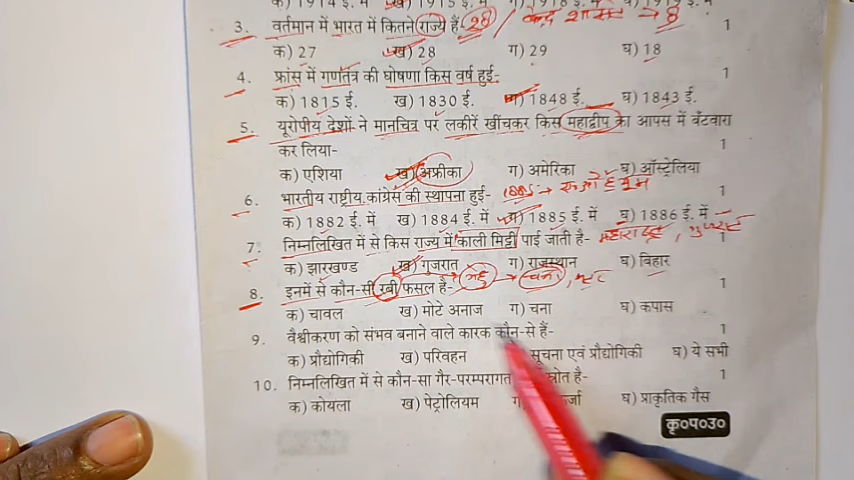 3. वर्तमान में भारत में कितने राज्य हैं 28 / केन्द्र शासित → 8 1
क) 27 ख) 28 ग) 29 घ) 18
4. फ्रांस में गणतंत्र की घोषणा किस वर्ष हुई- 1
क) 1815 ई. ख) 1830 ई. ग) 1848 ई. घ) 1843 ई.
5. यूरोपीय देशों ने मानचित्र पर लकीरें खींचकर किस महाद्वीप का आपस में बँटवारा
कर लिया- 1
क) एशिया ख) अफ्रीका ग) अमेरिका घ) ऑस्ट्रेलिया
6. भारतीय राष्ट्रीय कांग्रेस की स्थापना हुई- 1885 → 1
क) 1882 ई. में ख) 1884 ई. में ग) 1885 ई. में घ) 1886 ई. में
7. निम्नलिखित में से किस राज्य में काली मिट्टी पाई जाती है- महाराष्ट्र, गुजरात 1
क) झारखण्ड ख) गुजरात ग) राजस्थान घ) बिहार
8. इनमें से कौन-सी रबी फसल है- गेहूं → चना, मटर 1
क) चावल ख) मोटे अनाज ग) चना घ) कपास
9. वैश्वीकरण को संभव बनाने वाले कारक कौन-से हैं- 1
क) प्रौद्योगिकी ख) परिवहन सूचना एवं प्रौद्योगिकी घ) ये सभी
10. निम्नलिखित में से कौन-सा गैर-परम्परागत स्रोत है- 1
क) कोयला ख) पेट्रोलियम घ) प्राकृतिक गैस
कृ०प०उ०